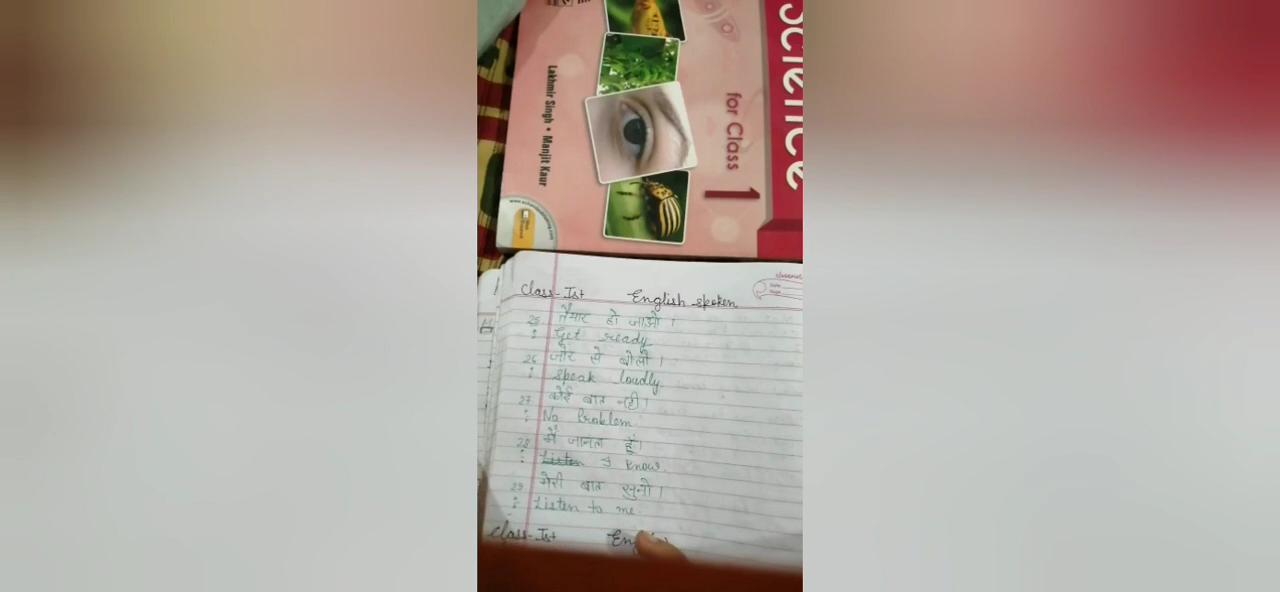 Science
for Class 1
Lakhmir Singh • Manjit Kaur
Class-Ist English spoken
25 तैयार हो जाओ ।
: Get ready
26 जोर से बोलो ।
: Speak loudly.
27 कोई बात नही ।
: No Problem
28 मैं जानता हूँ।
: Listen I know.
29 मेरी बात सुनो ।
: Listen to me
Class-Ist